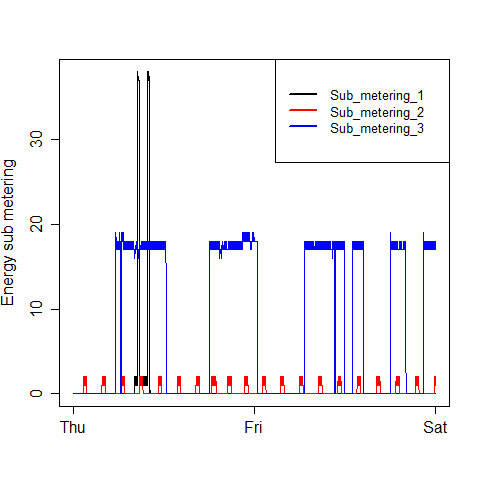 Sub_metering_1
Sub_metering_2
Sub_metering_3
Energy sub metering
30
20
10
0
Thu Fri Sat